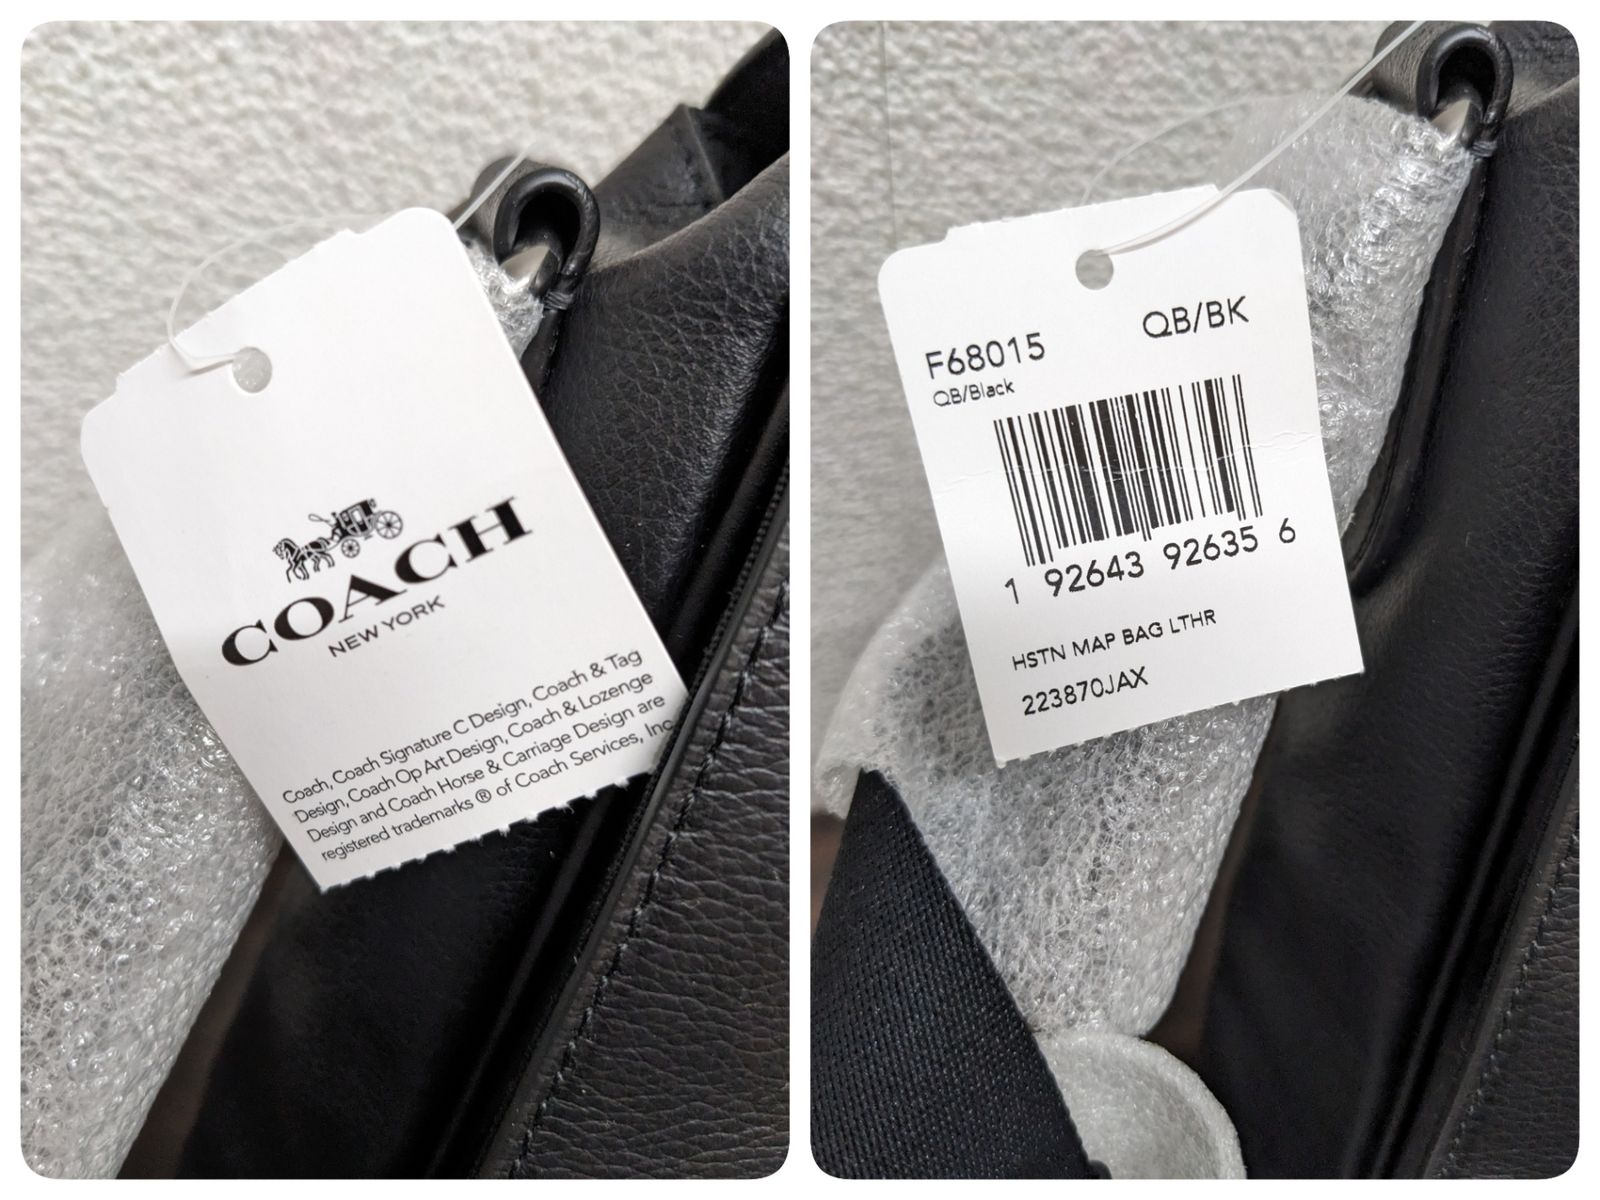 COACH
NEW YORK
Coach, Coach Signature C Design, Coach & Tag
Design, Coach Op Art Design, Coach & Lozenge
Design and Coach Horse & Carriage Design are
registered trademarks ® of Coach Services, Inc.
F68015 QB/BK
QB/Black
1 92643 92635 6
HSTN MAP BAG LTHR
223870JAX